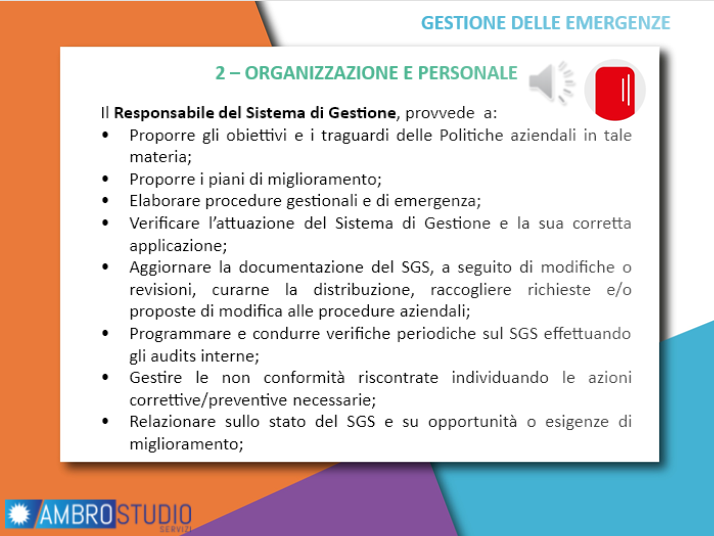 GESTIONE DELLE EMERGENZE
2 – ORGANIZZAZIONE E PERSONALE
Il Responsabile del Sistema di Gestione, provvede a:
• Proporre gli obiettivi e i traguardi delle Politiche aziendali in tale
materia;
• Proporre i piani di miglioramento;
• Elaborare procedure gestionali e di emergenza;
• Verificare l'attuazione del Sistema di Gestione e la sua corretta
applicazione;
• Aggiornare la documentazione del SGS, a seguito di modifiche o
revisioni, curarne la distribuzione, raccogliere richieste e/o
proposte di modifica alle procedure aziendali;
• Programmare e condurre verifiche periodiche sul SGS effettuando
gli audits interne;
• Gestire le non conformità riscontrate individuando le azioni
correttive/preventive necessarie;
• Relazionare sullo stato del SGS e su opportunità o esigenze di
miglioramento;
AMBROSTUDIO
SERVIZI